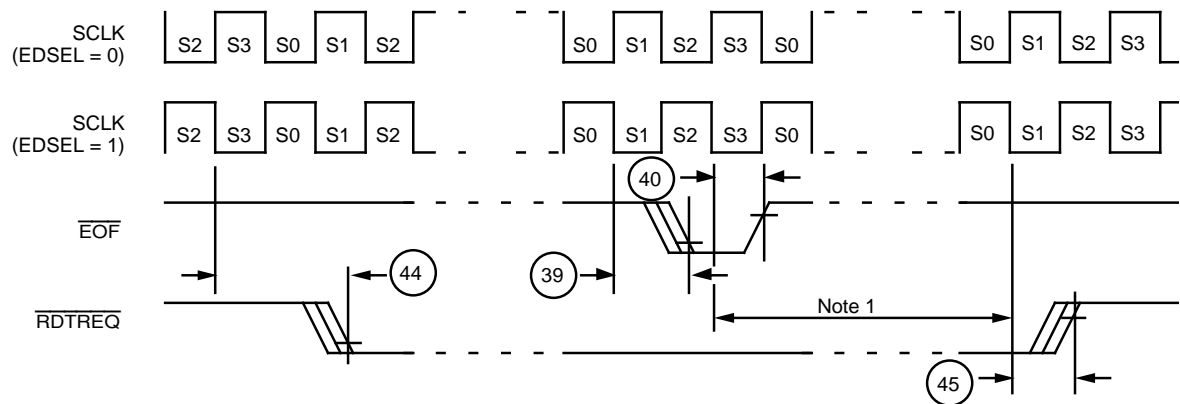 SCLK
(EDSEL = 0)
S2 S3 S0 S1 S2 S0 S1 S2 S3 S0 S0 S1 S2 S3
SCLK
(EDSEL = 1)
S2 S3 S0 S1 S2 S0 S1 S2 S3 S0 S0 S1 S2 S3
40
EOF
44
39
RDTREQ
Note 1
45